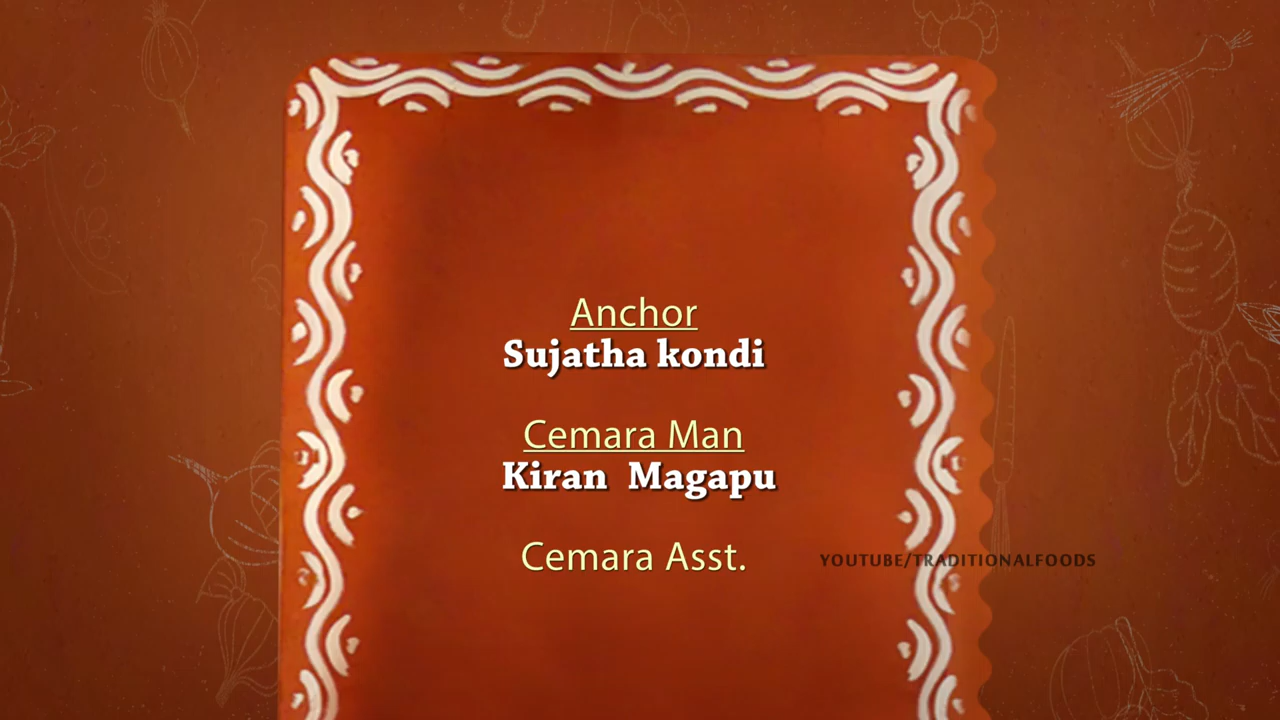 Anchor
Sujatha kondi
Cemara Man
Kiran Magapu
Cemara Asst.
YOUTUBE/TRADITIONALFOODS